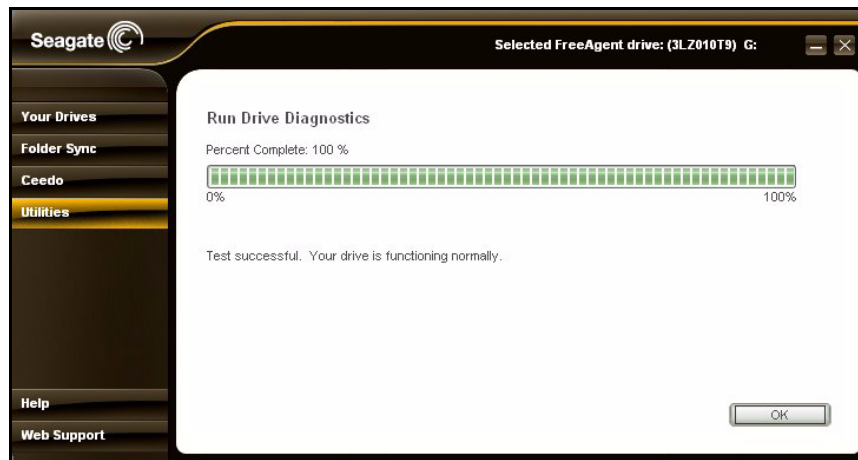 Seagate
Selected FreeAgent drive: (3LZ010T9) G:
Your Drives
Folder Sync
Ceedo
Utilities
Help
Web Support
Run Drive Diagnostics
Percent Complete: 100 %
0% 100%
Test successful. Your drive is functioning normally.
OK